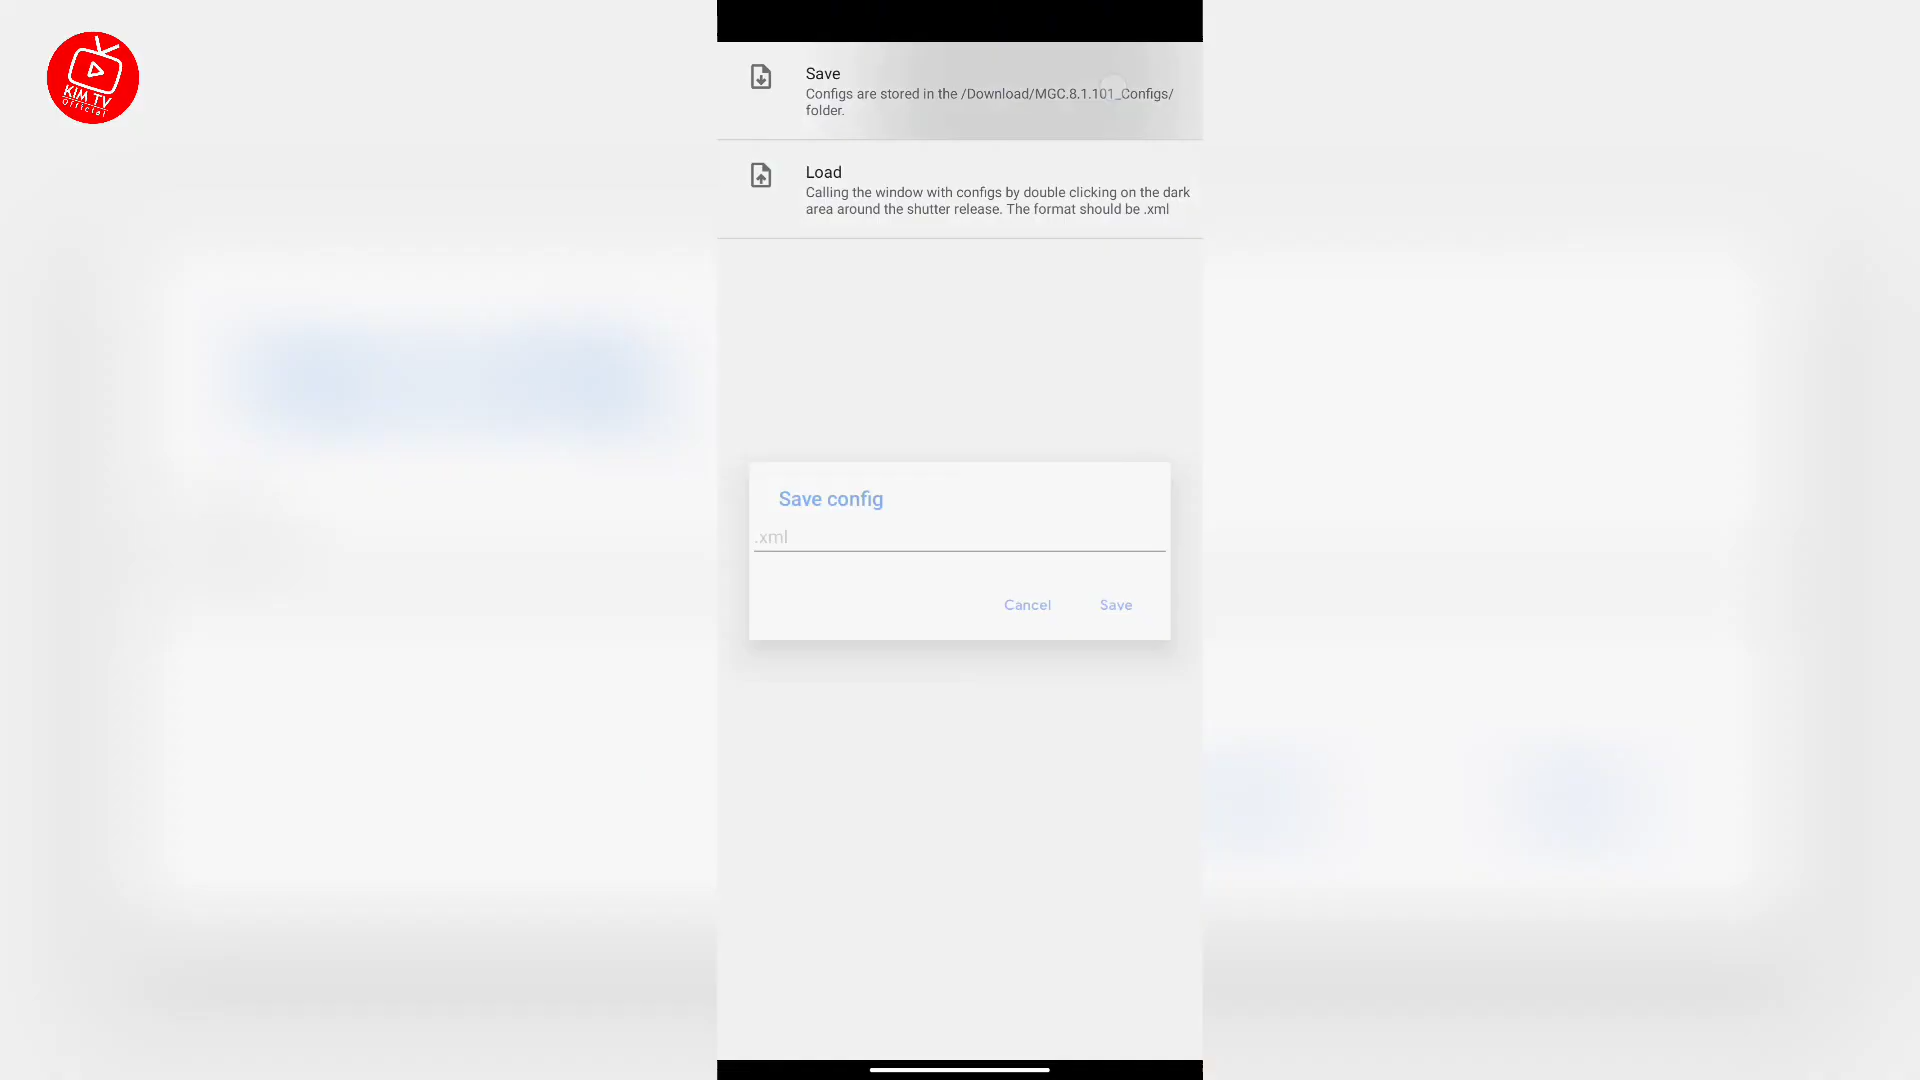 KIM TV
Official
Save
Configs are stored in the /Download/MGC.8.1.101_Configs/
folder.
Load
Calling the window with configs by double clicking on the dark
area around the shutter release. The format should be .xml
Save config
.xml
Cancel
Save